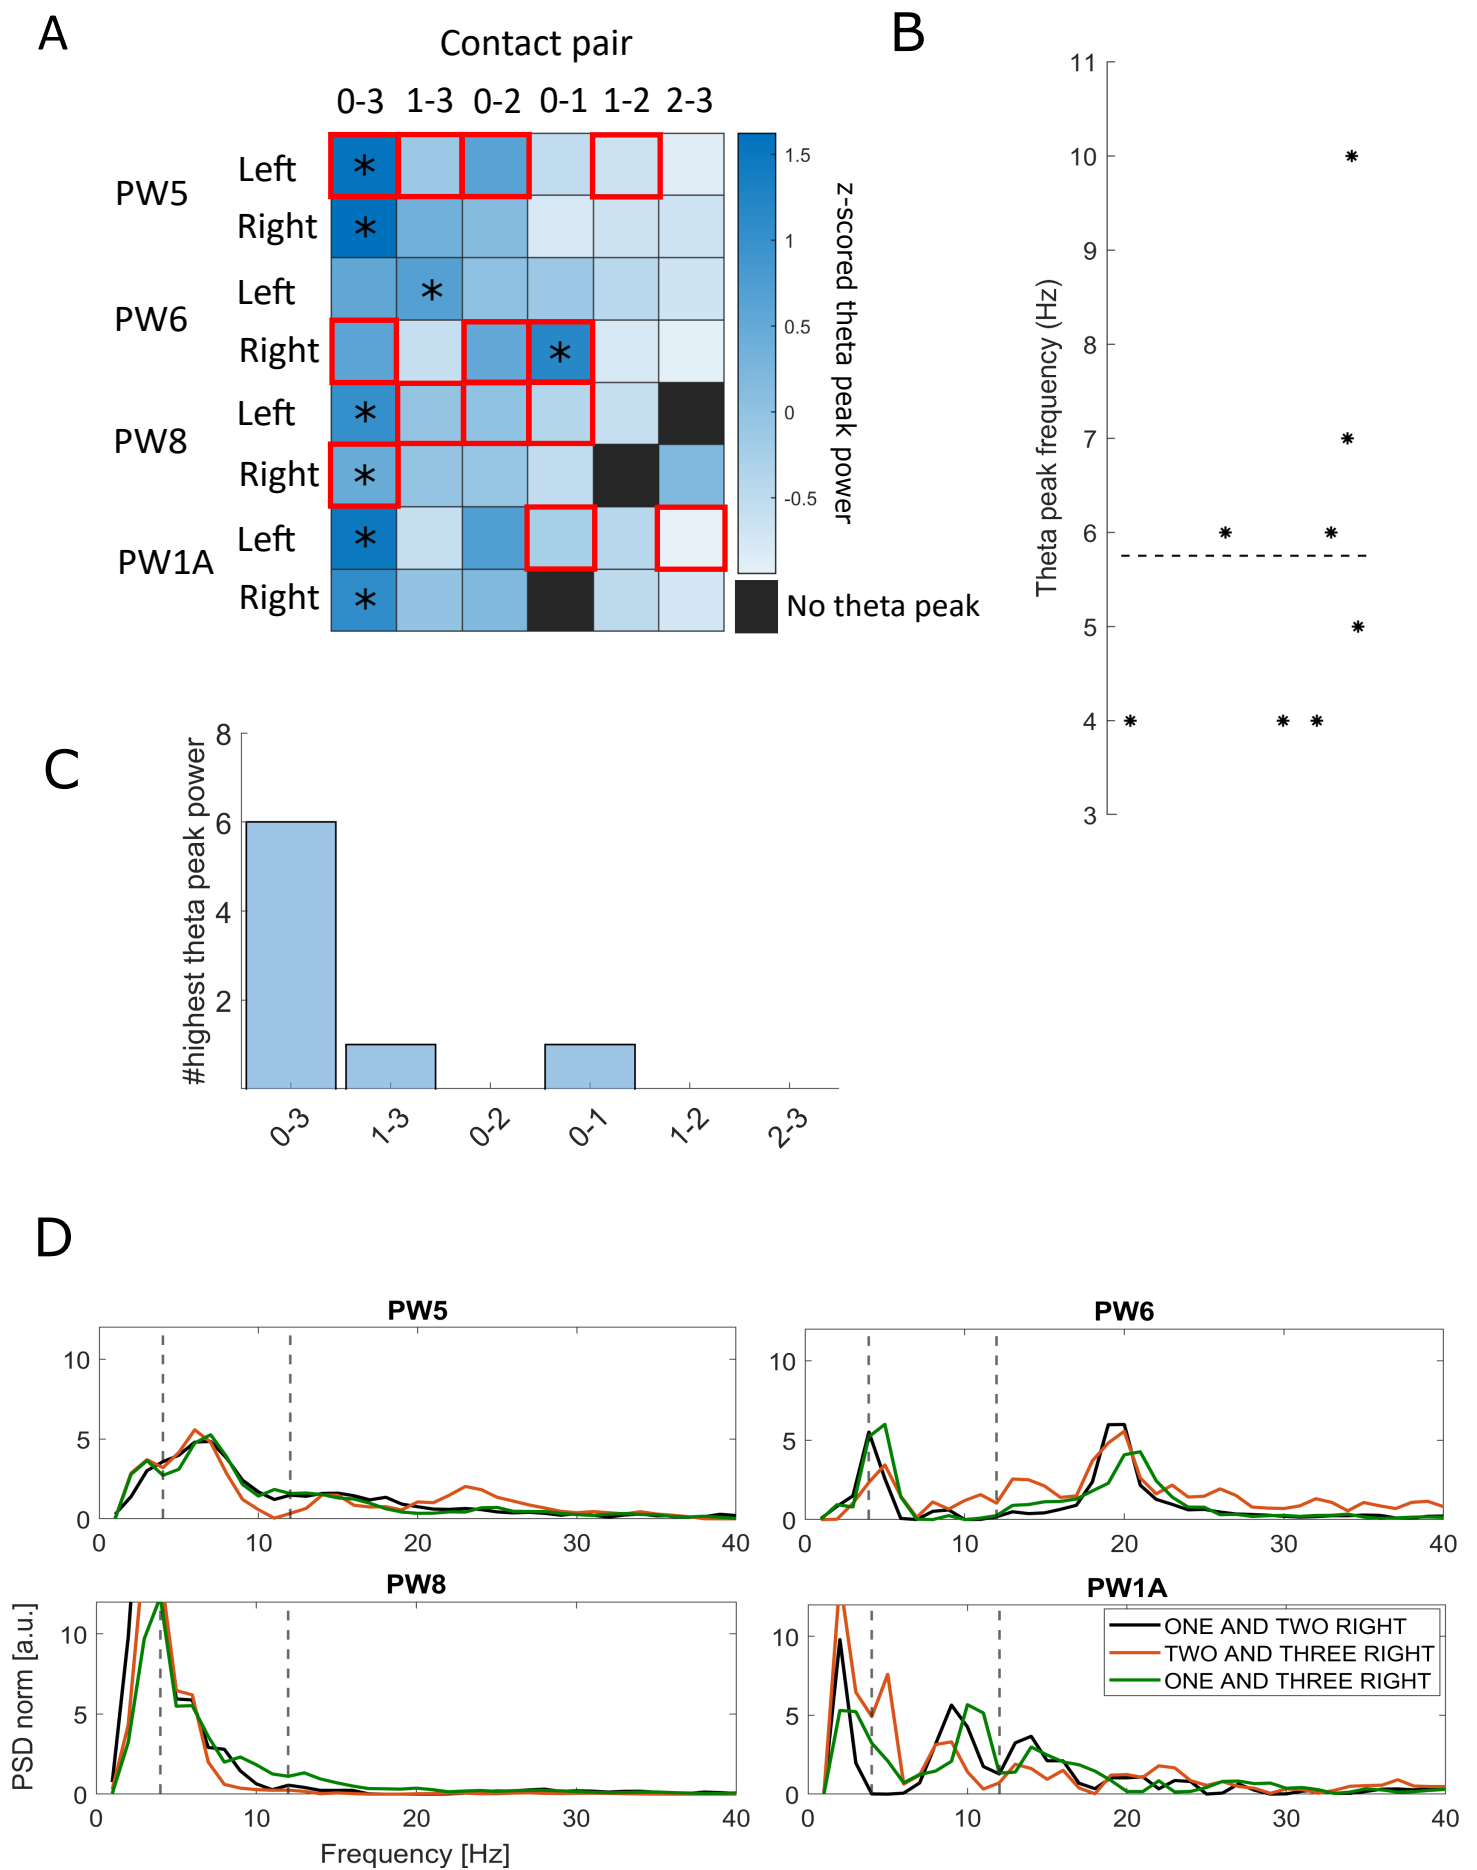 A
Contact pair
0-3 1-3 0-2 0-1 1-2 2-3
PW5
Left
*
Right
*
PW6
Left
*
Right
*
PW8
Left
*
Right
*
PW1A
Left
*
Right
*
1.5
1
0.5
0
-0.5
z-scored theta peak power
No theta peak
B
11
10
9
8
7
6
5
4
3
Theta peak frequency (Hz)
C
8
6
4
2
#highest theta peak power
0-3 1-3 0-2 0-1 1-2 2-3
D
PW5
10
5
0
0 10 20 30 40
PW6
10
5
0
0 10 20 30 40
PW8
10
5
0
0 10 20 30 40
PSD norm [a.u.]
Frequency [Hz]
PW1A
10
5
0
0 10 20 30 40
ONE AND TWO RIGHT
TWO AND THREE RIGHT
ONE AND THREE RIGHT